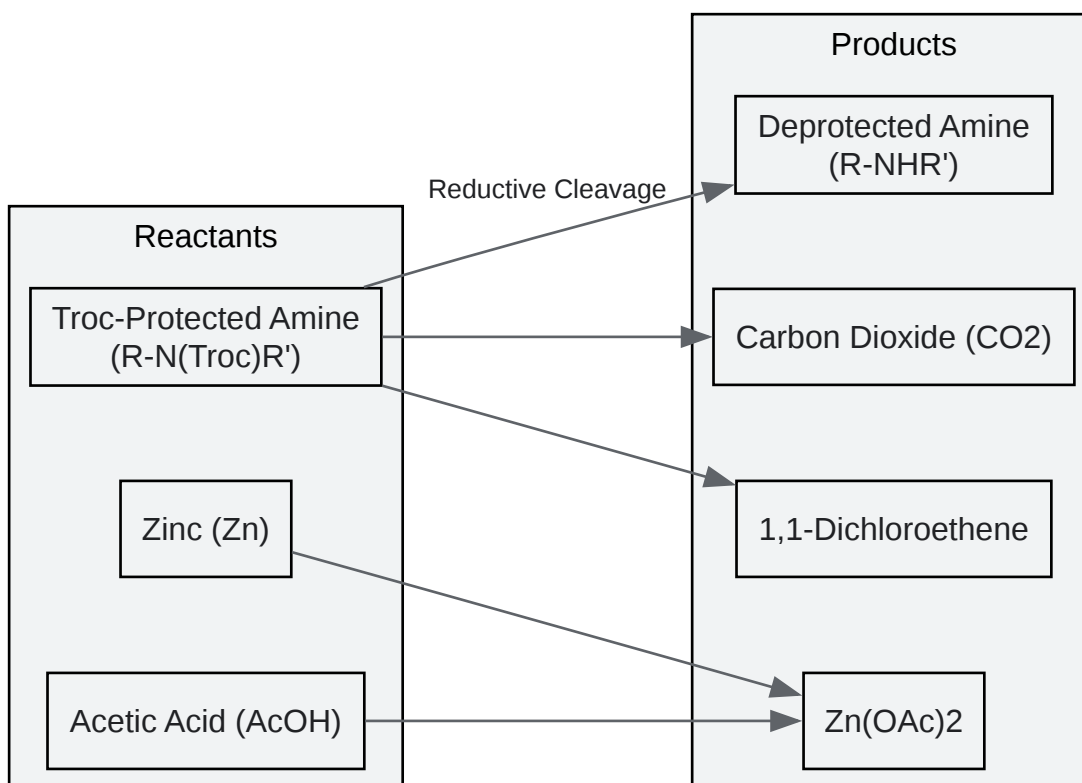 Products
Deprotected Amine
(R-NHR')
Reductive Cleavage
Reactants
Troc-Protected Amine
(R-N(Troc)R')
Carbon Dioxide (CO2)
Zinc (Zn)
1,1-Dichloroethene
Acetic Acid (AcOH)
Zn(OAc)2